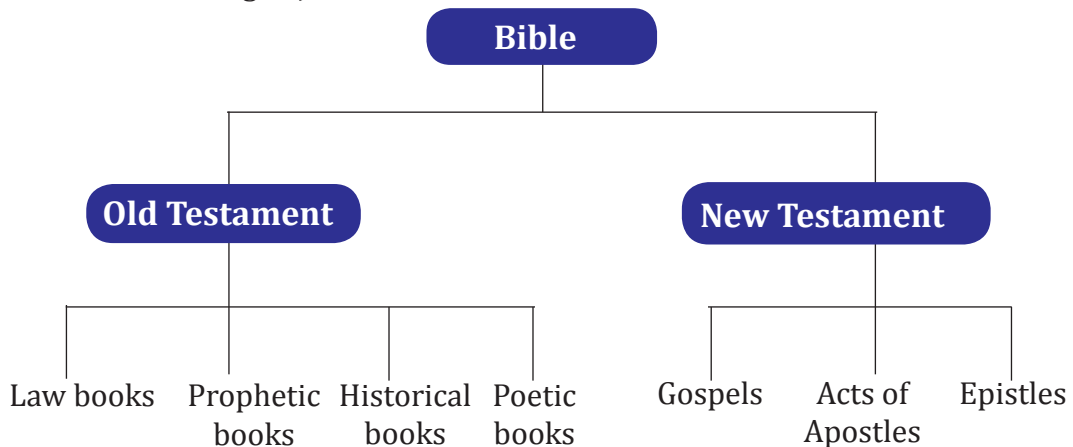 Bible
Old Testament
New Testament
Law books
Prophetic
books
Historical
books
Poetic
books
Gospels
Acts of
Apostles
Epistles